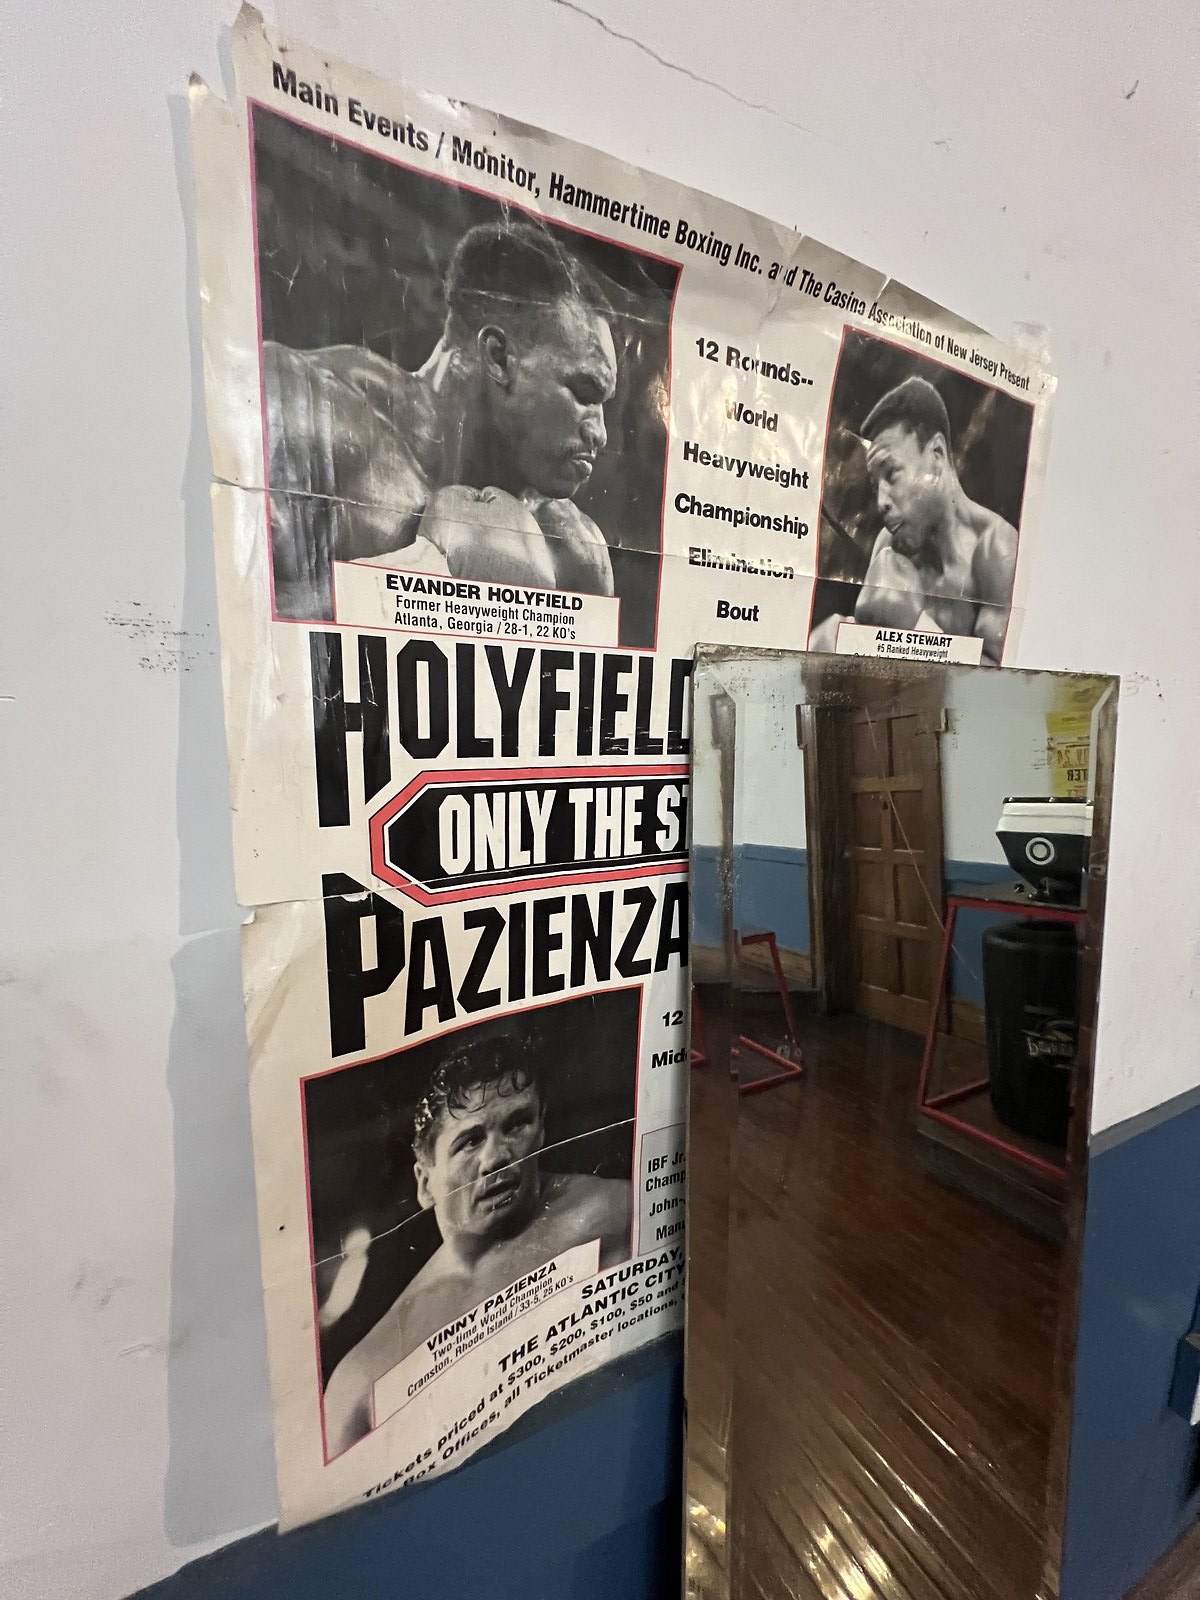 Main Events / Monitor, Hammertime Boxing Inc. and The Casino Association of New Jersey Present
12 Rounds--
World
Heavyweight
Championship
Elimination
Bout
EVANDER HOLYFIELD
Former Heavyweight Champion
Atlanta, Georgia / 28-1, 22 KO's
ALEX STEWART
#5 Ranked Heavyweight
HOLYFIELD
ONLY THE ST
PAZIENZA
12
Mid
IBF Jr.
Champ
John-
Man
VINNY PAZIENZA
Two-time World Champion
Cranston, Rhode Island / 33-5, 25 KO's
SATURDAY,
THE ATLANTIC CITY
Tickets priced at $300, $200, $100, $50 and
Box Offices, all Ticketmaster locations,